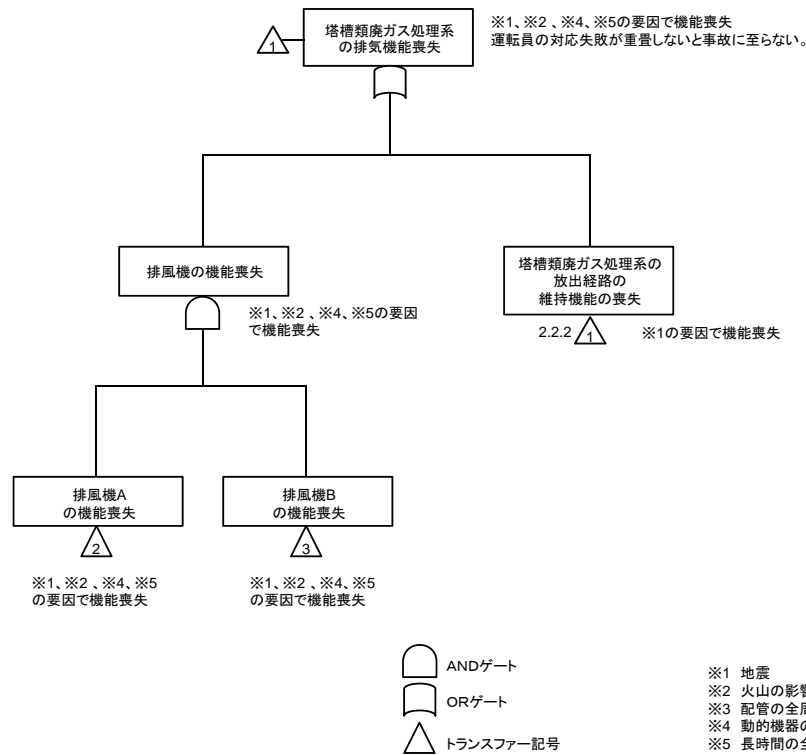 塔槽類廃ガス処理系
の排気機能喪失
1
※1、※2 、※4、※5の要因で機能喪失
運転員の対応失敗が重畳しないと事故に至らない。
排風機の機能喪失
※1、※2 、※4、※5の要因
で機能喪失
塔槽類廃ガス処理系の
放出経路の
維持機能の喪失
2.2.2 1
※1の要因で機能喪失
排風機A
の機能喪失
2
※1、※2 、※4、※5
の要因で機能喪失
排風機B
の機能喪失
3
※1、※2 、※4、※5
の要因で機能喪失
ANDゲート
ORゲート
トランスファー記号
※1 地震
※2 火山の影響
※3 配管の全周
※4 動的機器の
※5 長時間の全